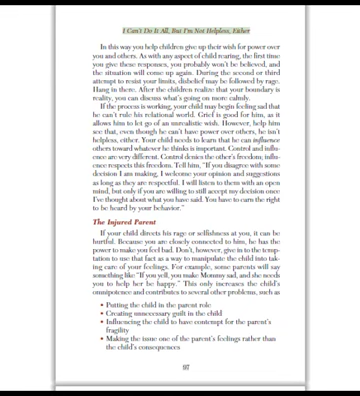 I Can't Do It All, But I'm Not Helpless, Either
In this way you help children give up their wish for power over
you and others. As with any aspect of child rearing, the first time
you give these responses, you probably won't be believed, and
the situation will come up again. During the second or third
attempt to resist your limits, disbelief may be followed by rage.
Hang in there. After the children realize that your boundary is
reality, you can discuss what's going on more calmly.
If the process is working, your child may begin feeling sad that
he can't rule his relational world. Grief is good for him, as it
allows him to let go of an unrealistic wish. However, help him
see that, even though he can't have power over others, he isn't
helpless, either. Your child needs to learn that he can influence
others toward whatever he thinks is important. Control and influ-
ence are very different. Control denies the other's freedom; influ-
ence respects this freedom. Tell him, "If you disagree with some
decision I am making, I welcome your opinion and suggestions
as long as they are respectful. I will listen to them with an open
mind, but only if you are willing to still accept my decision once
I've thought about what you have said. You have to earn the right
to be heard by your behavior."
The Injured Parent
If your child directs his rage or selfishness at you, it can be
hurtful. Because you are closely connected to him, he has the
power to make you feel bad. Don't, however, give in to the temp-
tation to use that fact as a way to manipulate the child into tak-
ing care of your feelings. For example, some parents will say
something like "If you yell, you make Mommy sad, and she needs
you to help her be happy." This only increases the child's
omnipotence and contributes to several other problems, such as
• Putting the child in the parent role
• Creating unnecessary guilt in the child
• Influencing the child to have contempt for the parent's
fragility
• Making the issue one of the parent's feelings rather than
the child's consequences
97